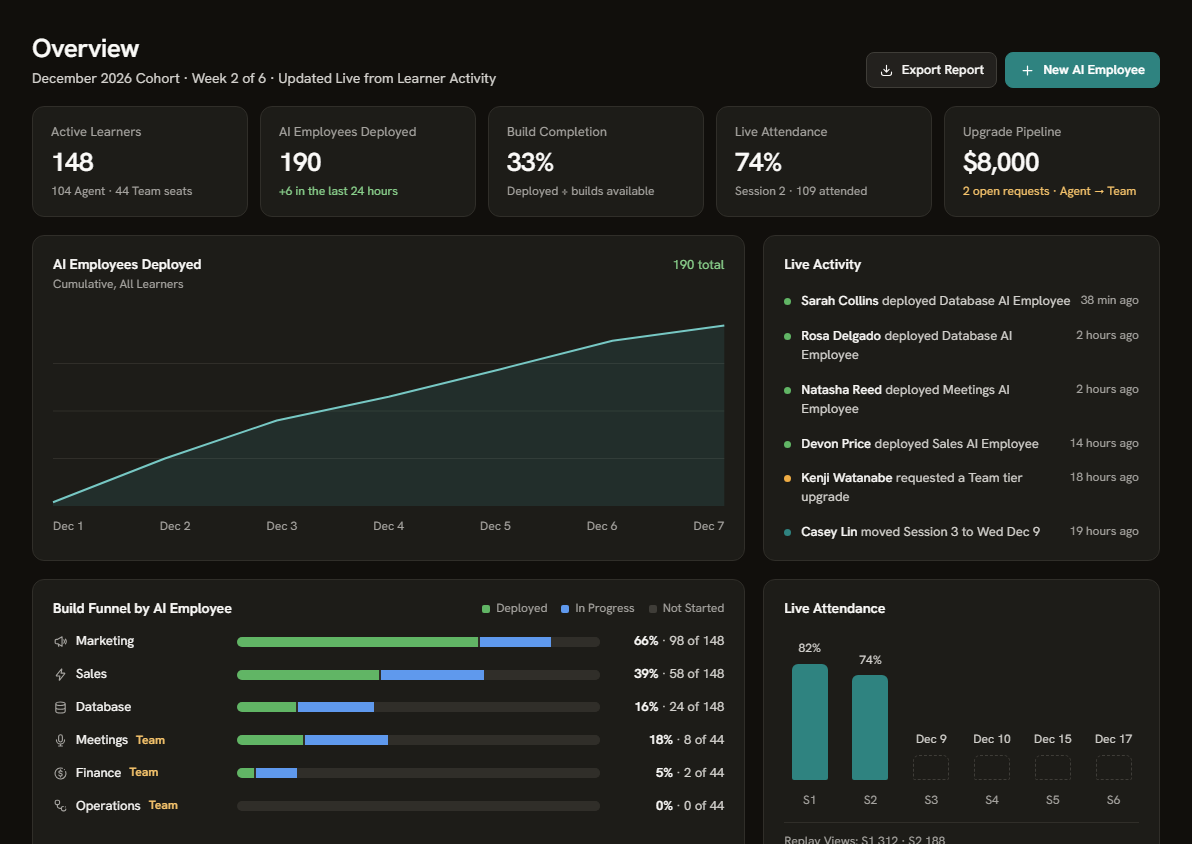 Overview
December 2026 Cohort · Week 2 of 6 · Updated Live from Learner Activity
Export Report
New AI Employee
Active Learners
148
104 Agent · 44 Team seats
AI Employees Deployed
190
+6 in the last 24 hours
Build Completion
33%
Deployed ÷ builds available
Live Attendance
74%
Session 2 · 109 attended
Upgrade Pipeline
$8,000
2 open requests · Agent → Team
AI Employees Deployed
190 total
Cumulative, All Learners
Dec 1
Dec 2
Dec 3
Dec 4
Dec 5
Dec 6
Dec 7
Live Activity
Sarah Collins deployed Database AI Employee 38 min ago
Rosa Delgado deployed Database AI 2 hours ago
Employee
Natasha Reed deployed Meetings AI 2 hours ago
Employee
Devon Price deployed Sales AI Employee 14 hours ago
Kenji Watanabe requested a Team tier 18 hours ago
upgrade
Casey Lin moved Session 3 to Wed Dec 9 19 hours ago
Build Funnel by AI Employee
Deployed
In Progress
Not Started
Marketing 66% · 98 of 148
Sales 39% · 58 of 148
Database 16% · 24 of 148
Meetings Team 18% · 8 of 44
Finance Team 5% · 2 of 44
Operations Team 0% · 0 of 44
Live Attendance
82%
74%
Dec 9
Dec 10
Dec 15
Dec 17
S1
S2
S3
S4
S5
S6
Replay Views: S1 312 · S2 188